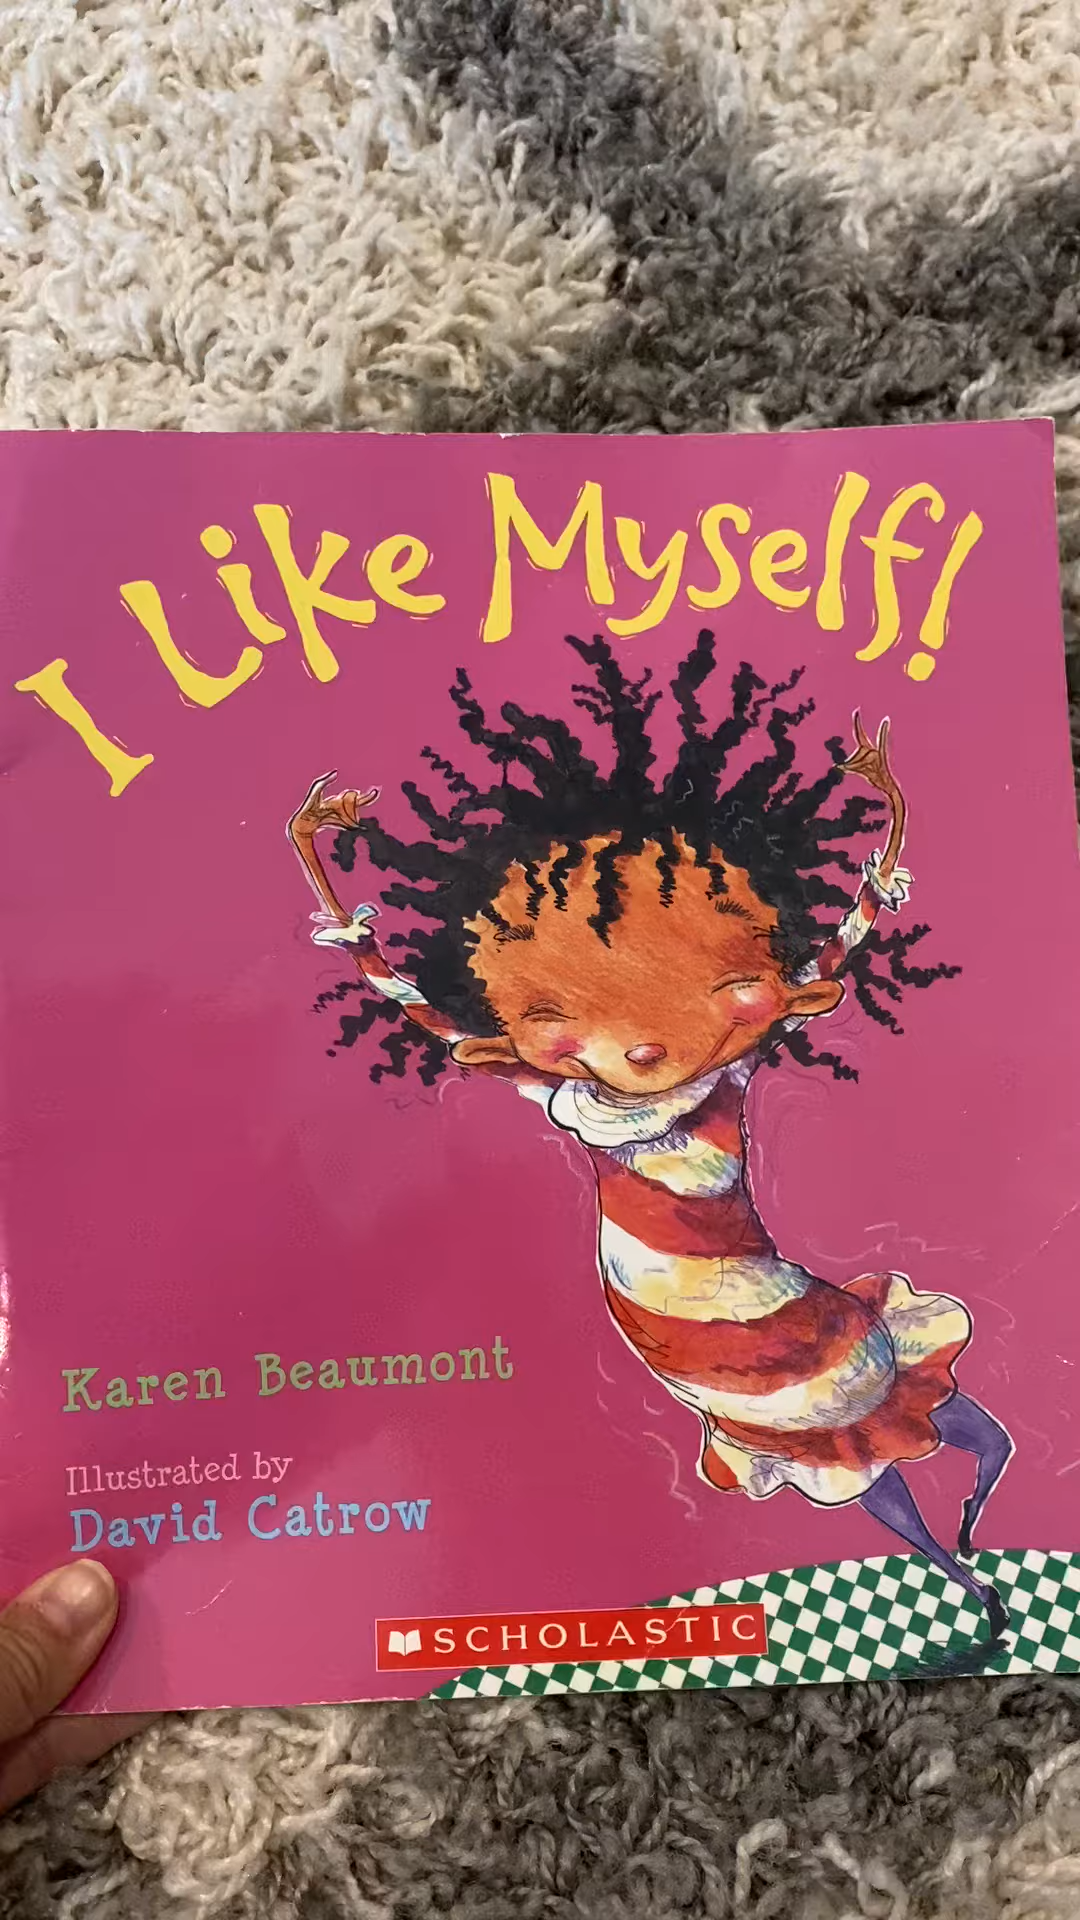 I Like Myself!
Karen Beaumont
Illustrated by
David Catrow
SCHOLASTIC